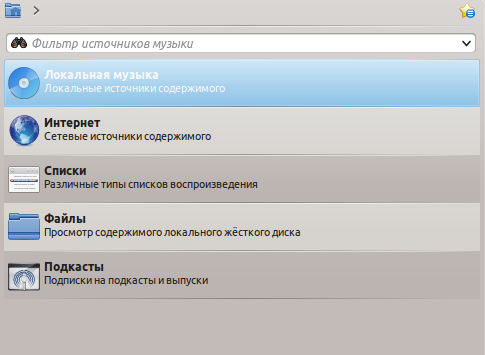 Фильтр источников музыки
Локальная музыка
Локальные источники содержимого
Интернет
Сетевые источники содержимого
Списки
Различные типы списков воспроизведения
Файлы
Просмотр содержимого локального жёсткого диска
Подкасты
Подписки на подкасты и выпуски